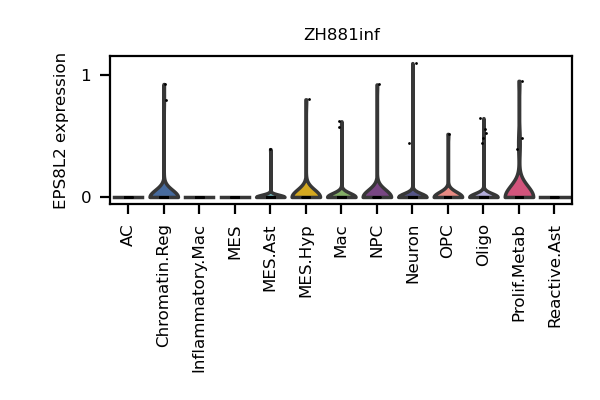 ZH881inf
EPS8L2 expression
1
0
AC
Chromatin.Reg
Inflammatory.Mac
MES
MES.Ast
MES.Hyp
Mac
NPC
Neuron
OPC
Oligo
Prolif.Metab
Reactive.Ast